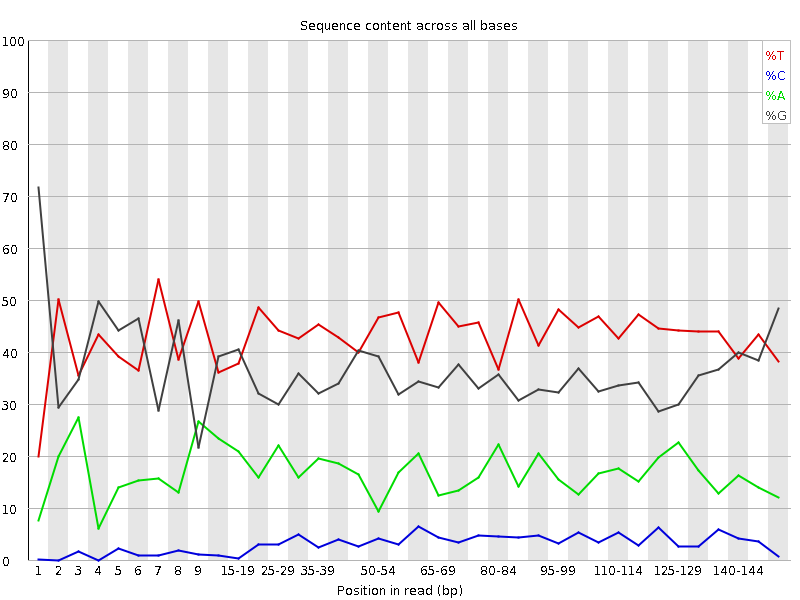 Sequence content across all bases
100
90
80
70
60
50
40
30
20
10
0
%T
%C
%A
%G
1 2 3 4 5 6 7 8 9 15-19 25-29 35-39 50-54 65-69 80-84 95-99 110-114 125-129 140-144
Position in read (bp)